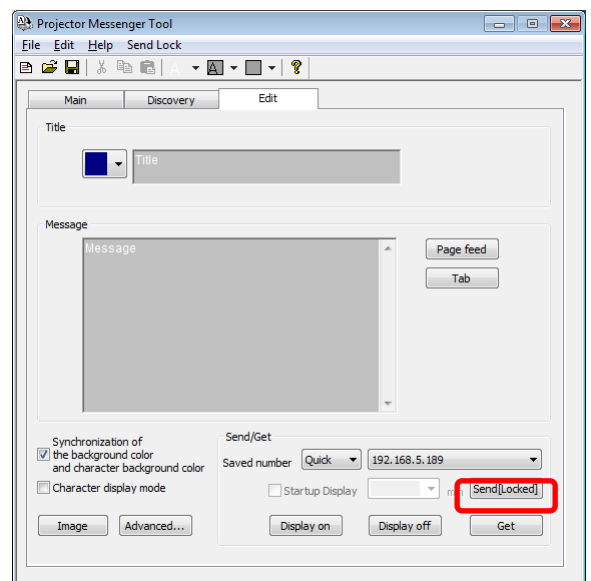 Projector Messenger Tool
File Edit Help Send Lock
A A ?
Main Discovery Edit
Title
Title
Message
Message
Page feed
Tab
Synchronization of
the background color
and character background color
Character display mode
Image Advanced...
Send/Get
Saved number Quick 192.168.5.189
Startup Display min Send[Locked]
Display on Display off Get